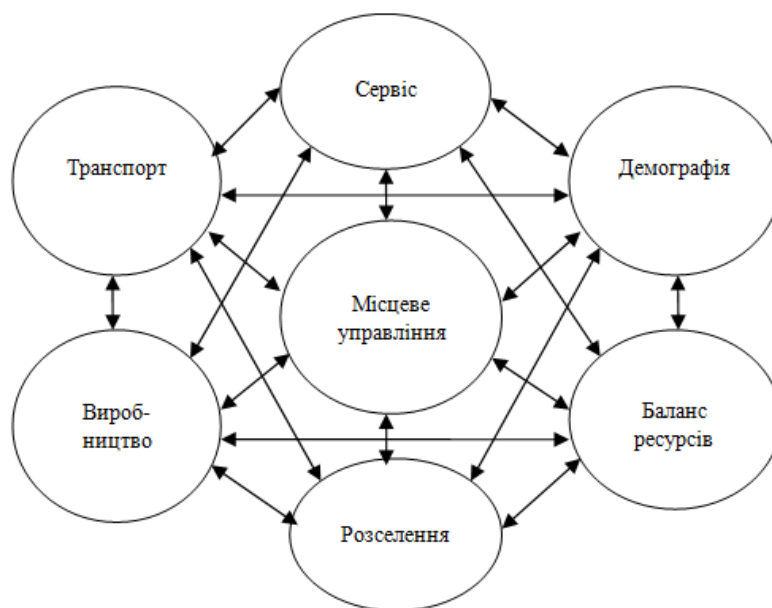 Сервіс
Транспорт
Демографія
Місцеве
управління
Вироб-
ництво
Баланс
ресурсів
Розселення